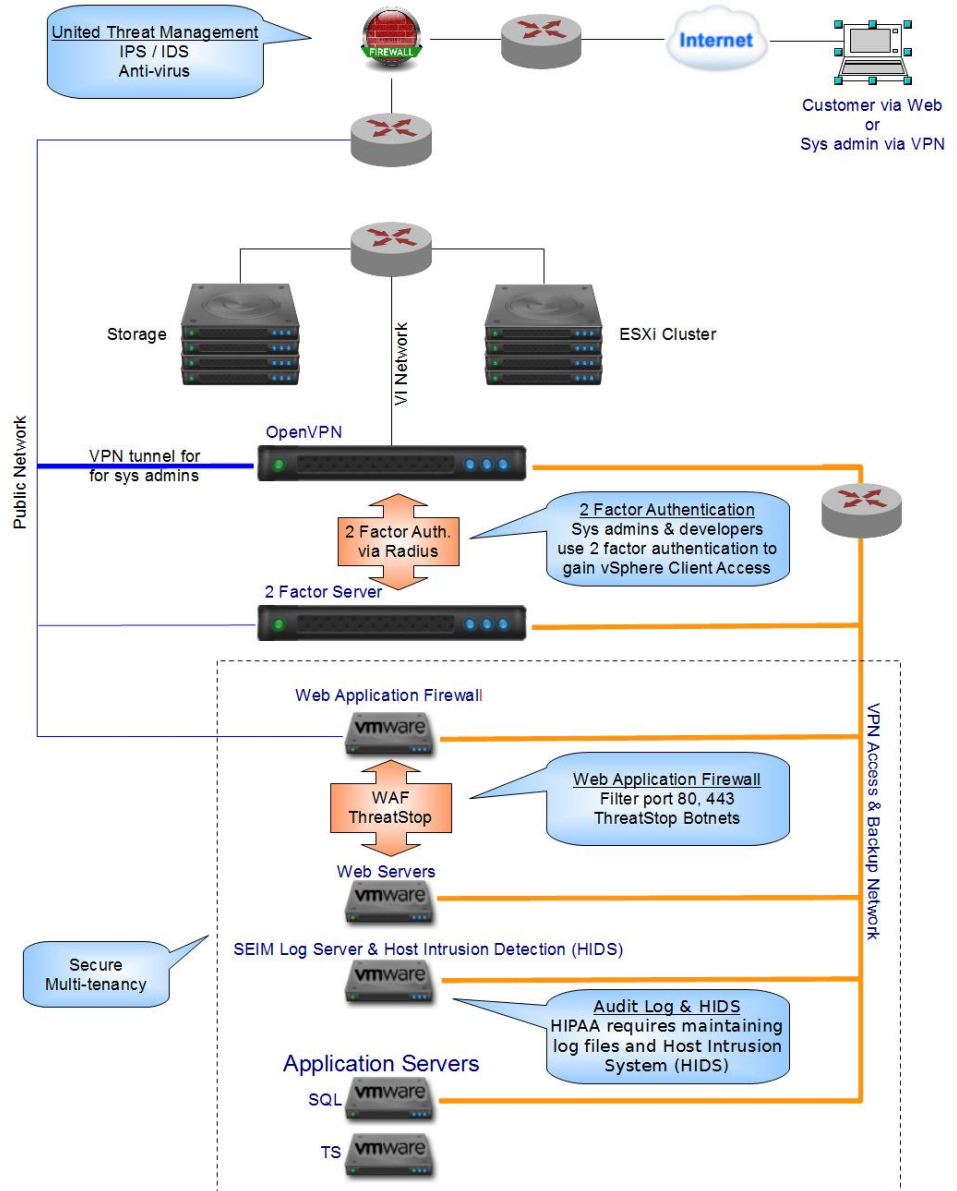 United Threat Management
IPS / IDS
Anti-virus
FIREWALL
Internet
Customer via Web
or
Sys admin via VPN
Storage
ESXi Cluster
VI Network
Public Network
OpenVPN
VPN tunnel for
for sys admins
2 Factor Auth.
via Radius
2 Factor Authentication
Sys admins & developers
use 2 factor authentication to
gain vSphere Client Access
2 Factor Server
VPN Access & Backup Network
Web Application Firewall
vmware
WAF
ThreatStop
Web Application Firewall
Filter port 80, 443
ThreatStop Botnets
Web Servers
vmware
SEIM Log Server & Host Intrusion Detection (HIDS)
vmware
Secure
Multi-tenancy
Audit Log & HIDS
HIPAA requires maintaining
log files and Host Intrusion
System (HIDS)
Application Servers
SQL
vmware
TS
vmware